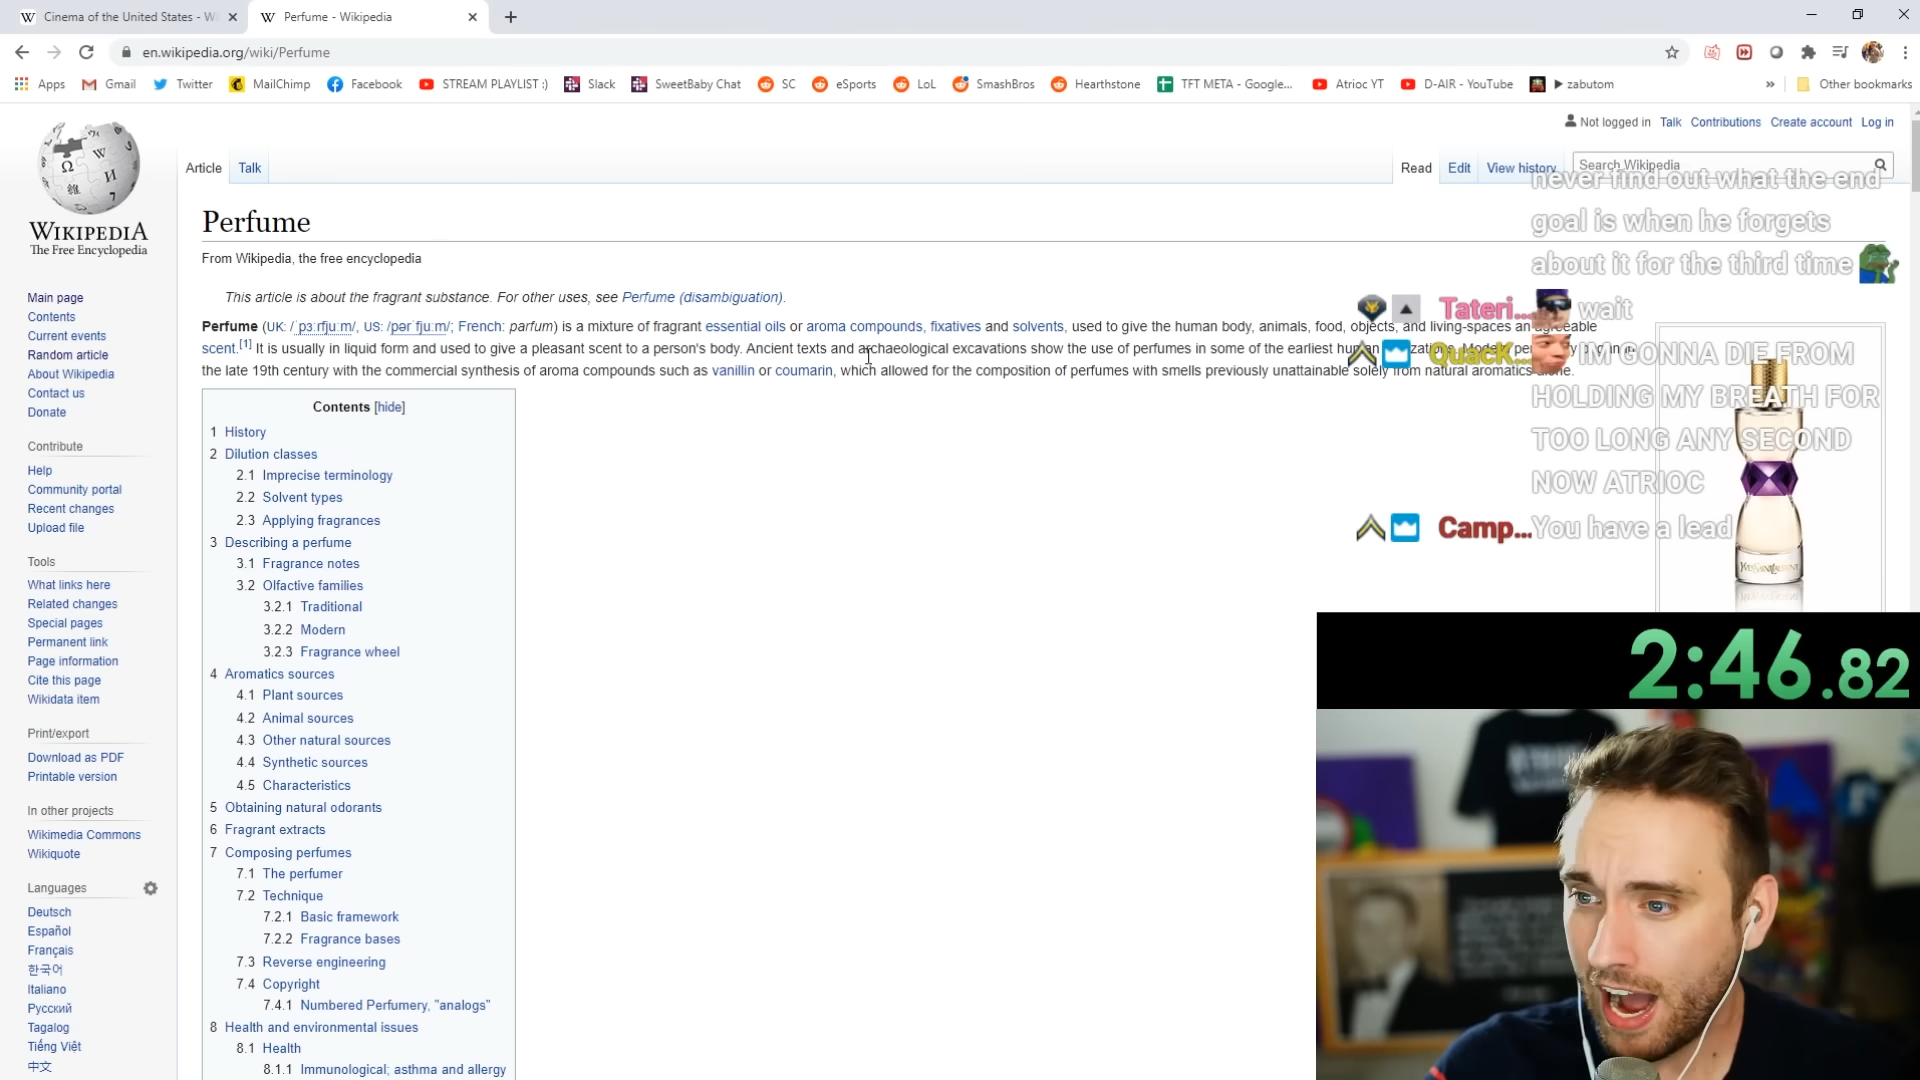 Cinema of the United States - Wi
Perfume - Wikipedia
en.wikipedia.org/wiki/Perfume
Apps Gmail Twitter MailChimp Facebook STREAM PLAYLIST :) Slack SweetBaby Chat SC eSports LoL SmashBros Hearthstone TFT META - Google... Atrioc YT D-AIR - YouTube ▶ zabutom » Other bookmarks
Not logged in Talk Contributions Create account Log in
WIKIPEDIA
The Free Encyclopedia
Article Talk Read Edit View history Search Wikipedia
Perfume
From Wikipedia, the free encyclopedia
This article is about the fragrant substance. For other uses, see Perfume (disambiguation).
Perfume (UK: /ˈpɜːrfjuːm/, US: /pərˈfjuːm/; French: parfum) is a mixture of fragrant essential oils or aroma compounds, fixatives and solvents, used to give the human body, animals, food, objects, and living-spaces an agreeable
scent.[1] It is usually in liquid form and used to give a pleasant scent to a person's body. Ancient texts and archaeological excavations show the use of perfumes in some of the earliest
the late 19th century with the commercial synthesis of aroma compounds such as vanillin or coumarin, which allowed for the composition of perfumes with smells previously unattainable solely from natural aromatics alone.
Contents [hide]
1 History
2 Dilution classes
2.1 Imprecise terminology
2.2 Solvent types
2.3 Applying fragrances
3 Describing a perfume
3.1 Fragrance notes
3.2 Olfactive families
3.2.1 Traditional
3.2.2 Modern
3.2.3 Fragrance wheel
4 Aromatics sources
4.1 Plant sources
4.2 Animal sources
4.3 Other natural sources
4.4 Synthetic sources
4.5 Characteristics
5 Obtaining natural odorants
6 Fragrant extracts
7 Composing perfumes
7.1 The perfumer
7.2 Technique
7.2.1 Basic framework
7.2.2 Fragrance bases
7.3 Reverse engineering
7.4 Copyright
7.4.1 Numbered Perfumery, "analogs"
8 Health and environmental issues
8.1 Health
8.1.1 Immunological; asthma and allergy
Main page
Contents
Current events
Random article
About Wikipedia
Contact us
Donate
Contribute
Help
Community portal
Recent changes
Upload file
Tools
What links here
Related changes
Special pages
Permanent link
Page information
Cite this page
Wikidata item
Print/export
Download as PDF
Printable version
In other projects
Wikimedia Commons
Wikiquote
Languages
Deutsch
Español
Français
한국어
Italiano
Русский
Tagalog
Tiếng Việt
中文
never find out what the end
goal is when he forgets
about it for the third time
Tateri... wait
QuacK... IM GONNA DIE FROM
HOLDING MY BREATH FOR
TOO LONG ANY SECOND
NOW ATRIOC
Camp... You have a lead
YVESSAINTLAURENT
2:46.82